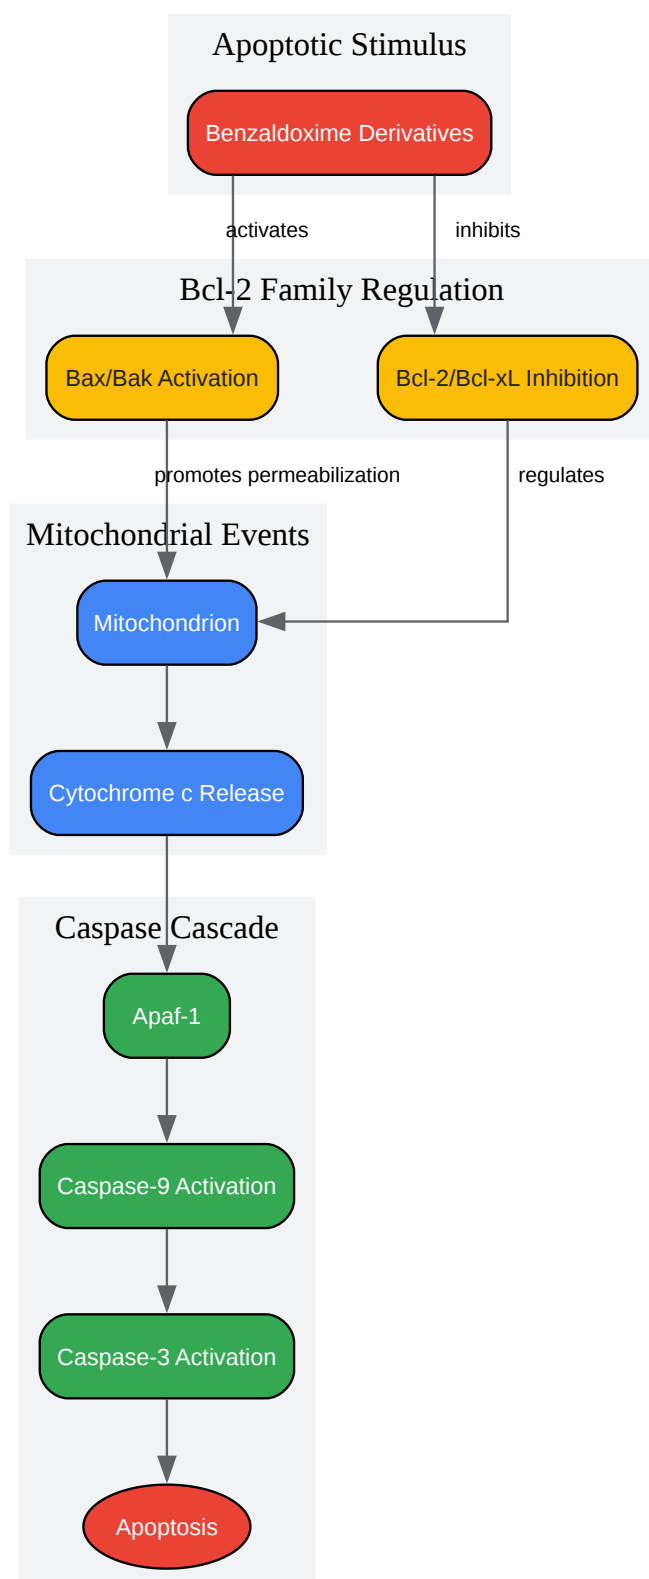 Apoptotic Stimulus
Benzaldoxime Derivatives
activates
inhibits
Bcl-2 Family Regulation
Bax/Bak Activation
Bcl-2/Bcl-xL Inhibition
promotes permeabilization
regulates
Mitochondrial Events
Mitochondrion
Cytochrome c Release
Caspase Cascade
Apaf-1
Caspase-9 Activation
Caspase-3 Activation
Apoptosis